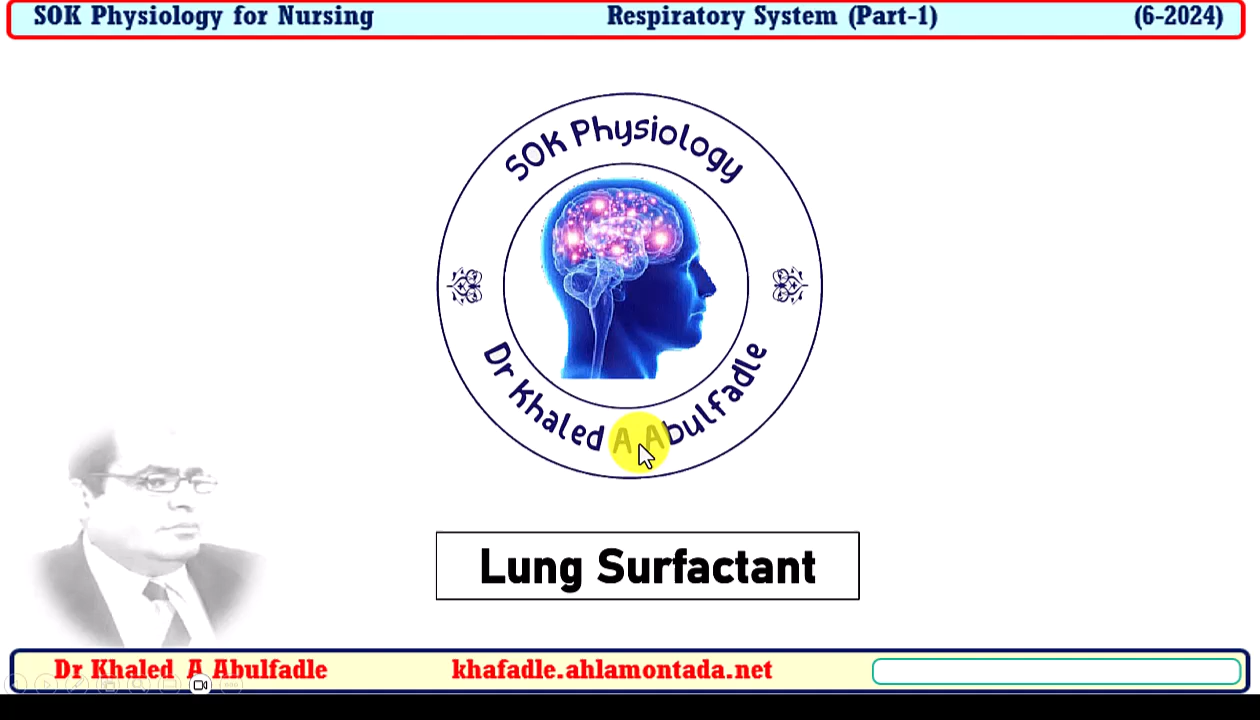 SOK Physiology for Nursing Respiratory System (Part-1) (6-2024)
SOK Physiology
Dr Khaled A Abulfadle
Lung Surfactant
Dr Khaled A Abulfadle khafadle.ahlamontada.net